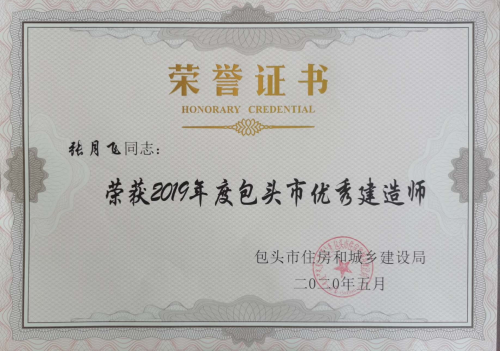 荣誉证书
HONORARY CREDENTIAL
张月飞同志：
荣获2019年度包头市优秀建造师
包头市住房和城乡建设局
二〇二〇年五月